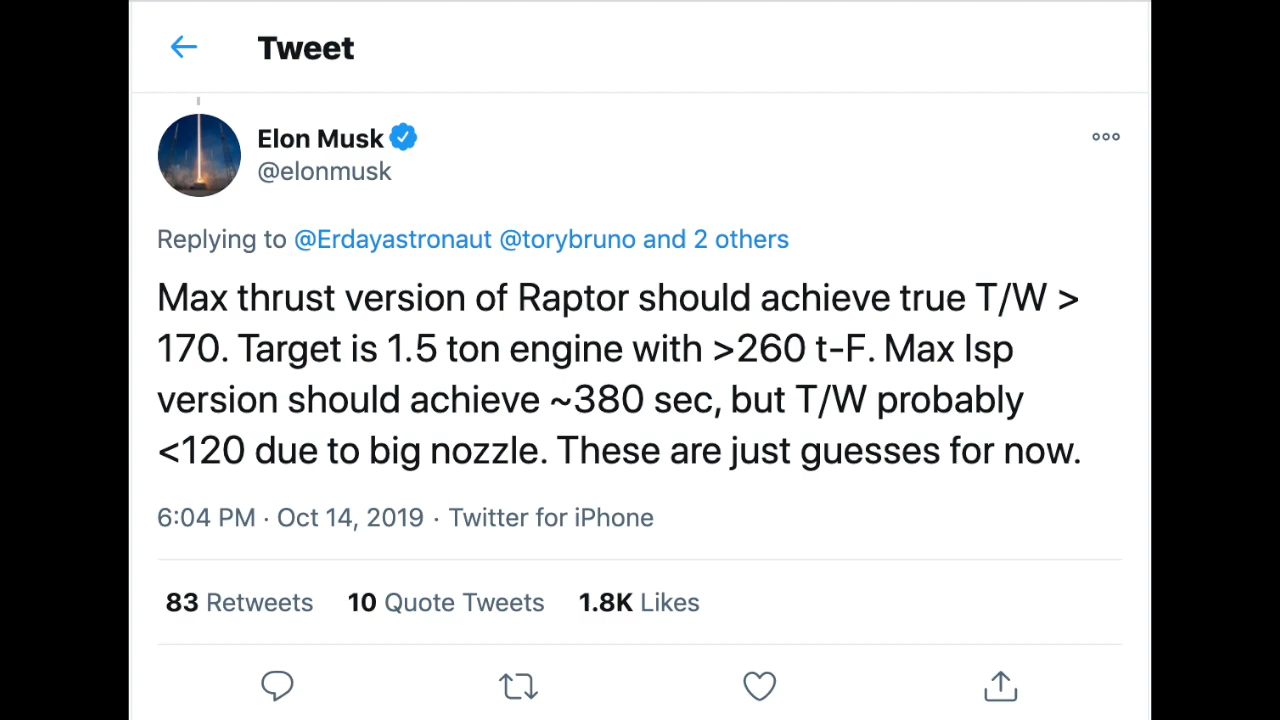 Tweet
Elon Musk
@elonmusk
Replying to @Erdayastronaut @torybruno and 2 others
Max thrust version of Raptor should achieve true T/W >
170. Target is 1.5 ton engine with >260 t-F. Max Isp
version should achieve ~380 sec, but T/W probably
<120 due to big nozzle. These are just guesses for now.
6:04 PM · Oct 14, 2019 · Twitter for iPhone
83 Retweets 10 Quote Tweets 1.8K Likes